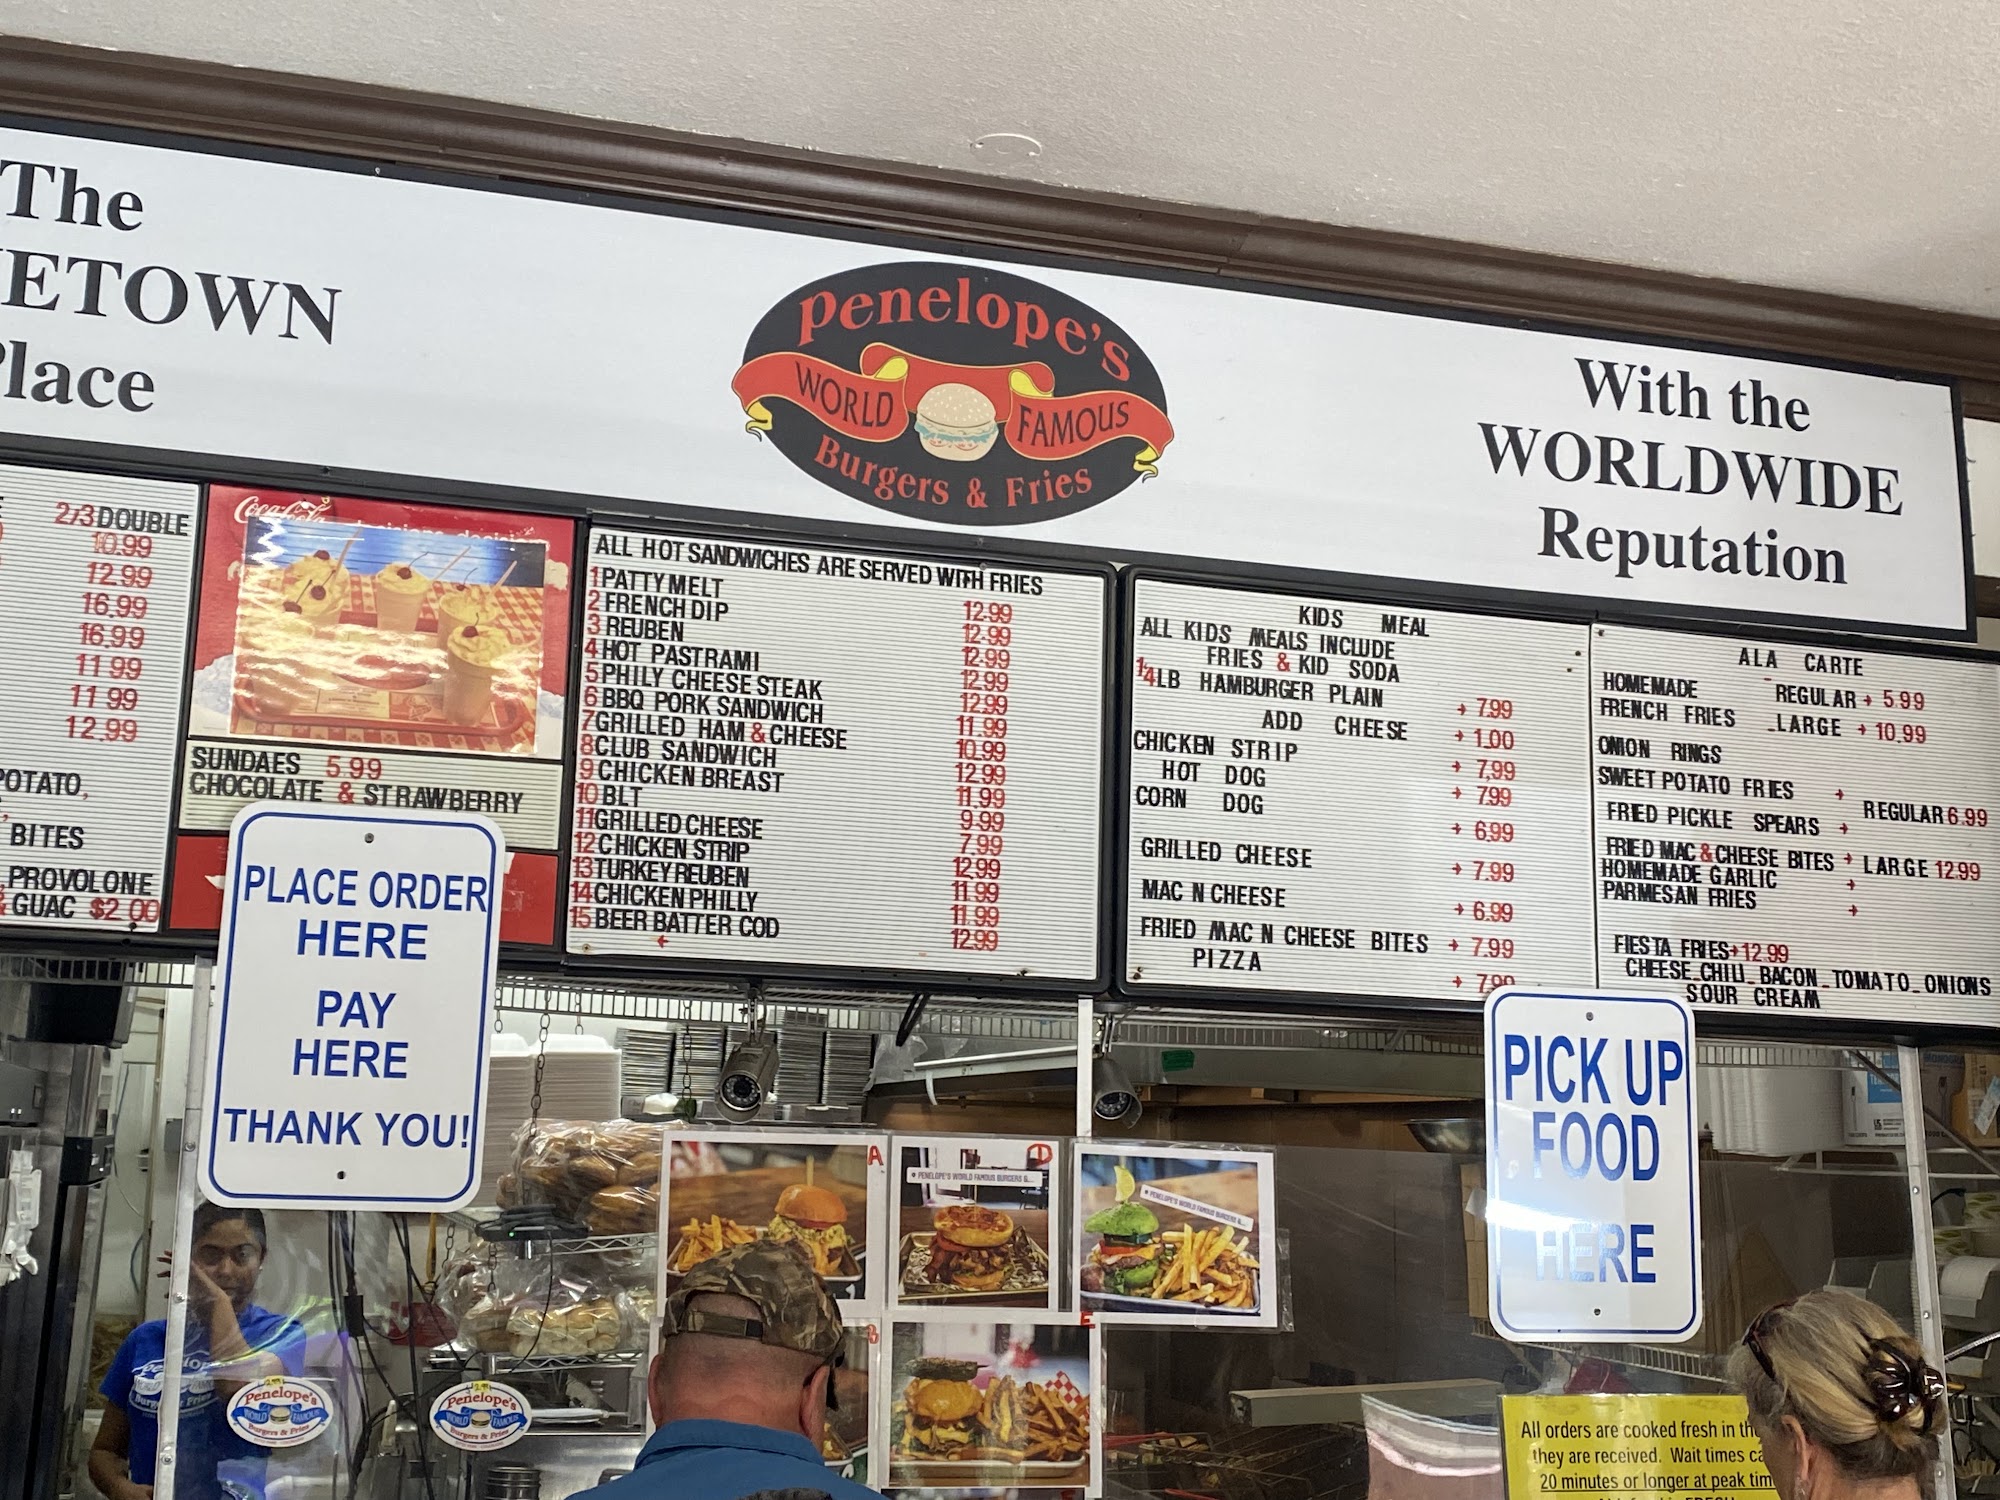 The
ETOWN
Place
Penelope's
WORLD FAMOUS
Burgers & Fries
With the
WORLDWIDE
Reputation
2/3 DOUBLE
10.99
12.99
16.99
16.99
11.99
11.99
12.99
POTATO,
BITES
PROVOLONE
& GUAC $2.00
Coca-Cola
SUNDAES 5.99
CHOCOLATE & STRAWBERRY
ALL HOT SANDWICHES ARE SERVED WITH FRIES
1 PATTY MELT 12.99
2 FRENCH DIP 12.99
3 REUBEN 12.99
4 HOT PASTRAMI 12.99
5 PHILY CHEESE STEAK 12.99
6 BBQ PORK SANDWICH 11.99
7 GRILLED HAM & CHEESE 10.99
8 CLUB SANDWICH 12.99
9 CHICKEN BREAST 11.99
10 BLT 9.99
11 GRILLED CHEESE 7.99
12 CHICKEN STRIP 12.99
13 TURKEY REUBEN 11.99
14 CHICKEN PHILLY 11.99
15 BEER BATTER COD 12.99
KIDS MEAL
ALL KIDS MEALS INCLUDE
FRIES & KID SODA
1/4 LB HAMBURGER PLAIN 7.99
ADD CHEESE 1.00
CHICKEN STRIP 7.99
HOT DOG 7.99
CORN DOG 6.99
GRILLED CHEESE 7.99
MAC N CHEESE 6.99
FRIED MAC N CHEESE BITES 7.99
PIZZA 7.99
ALA CARTE
HOMEMADE REGULAR 5.99
FRENCH FRIES LARGE 10.99
ONION RINGS
SWEET POTATO FRIES
REGULAR 6.99
FRIED PICKLE SPEARS
FRIED MAC & CHEESE BITES
LARGE 12.99
HOMEMADE GARLIC
PARMESAN FRIES
FIESTA FRIES 12.99
CHEESE CHILI BACON TOMATO ONIONS
SOUR CREAM
PLACE ORDER
HERE
PAY
HERE
THANK YOU!
PICK UP
FOOD
HERE
A
D
PENELOPE'S WORLD FAMOUS BURGERS &...
PENELOPE'S WORLD FAMOUS BURGERS &...
B
E
Penelope's
WORLD FAMOUS
Burgers & Fries
Penelope's
WORLD FAMOUS
Burgers & Fries
All orders are cooked fresh in the
they are received. Wait times ca
20 minutes or longer at peak tim